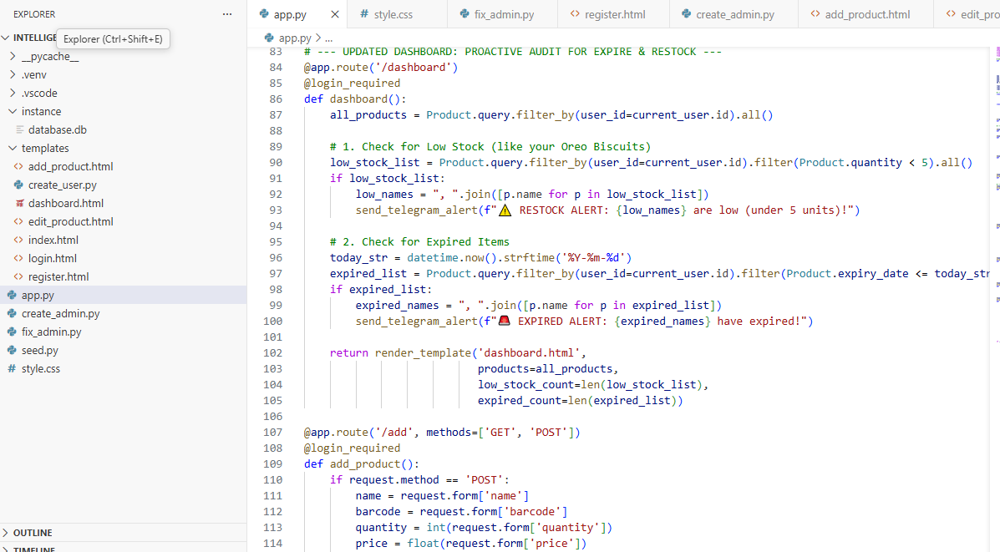 EXPLORER
...
INTELLIGE
Explorer (Ctrl+Shift+E)
__pycache__
.venv
.vscode
instance
database.db
templates
add_product.html
create_user.py
dashboard.html
edit_product.html
index.html
login.html
register.html
app.py
create_admin.py
fix_admin.py
seed.py
# style.css
OUTLINE
TIMELINE
app.py
# style.css
fix_admin.py
register.html
create_admin.py
add_product.html
edit_pro
app.py > ...
83 # --- UPDATED DASHBOARD: PROACTIVE AUDIT FOR EXPIRE & RESTOCK ---
84 @app.route('/dashboard')
85 @login_required
86 def dashboard():
87 all_products = Product.query.filter_by(user_id=current_user.id).all()
88
89 # 1. Check for Low Stock (like your Oreo Biscuits)
90 low_stock_list = Product.query.filter_by(user_id=current_user.id).filter(Product.quantity < 5).all()
91 if low_stock_list:
92 low_names = ", ".join([p.name for p in low_stock_list])
93 send_telegram_alert(f"⚠️ RESTOCK ALERT: {low_names} are low (under 5 units)!")
94
95 # 2. Check for Expired Items
96 today_str = datetime.now().strftime('%Y-%m-%d')
97 expired_list = Product.query.filter_by(user_id=current_user.id).filter(Product.expiry_date <= today_str
98 if expired_list:
99 expired_names = ", ".join([p.name for p in expired_list])
100 send_telegram_alert(f"🚨 EXPIRED ALERT: {expired_names} have expired!")
101
102 return render_template('dashboard.html',
103 products=all_products,
104 low_stock_count=len(low_stock_list),
105 expired_count=len(expired_list))
106
107 @app.route('/add', methods=['GET', 'POST'])
108 @login_required
109 def add_product():
110 if request.method == 'POST':
111 name = request.form['name']
112 barcode = request.form['barcode']
113 quantity = int(request.form['quantity'])
114 price = float(request.form['price'])